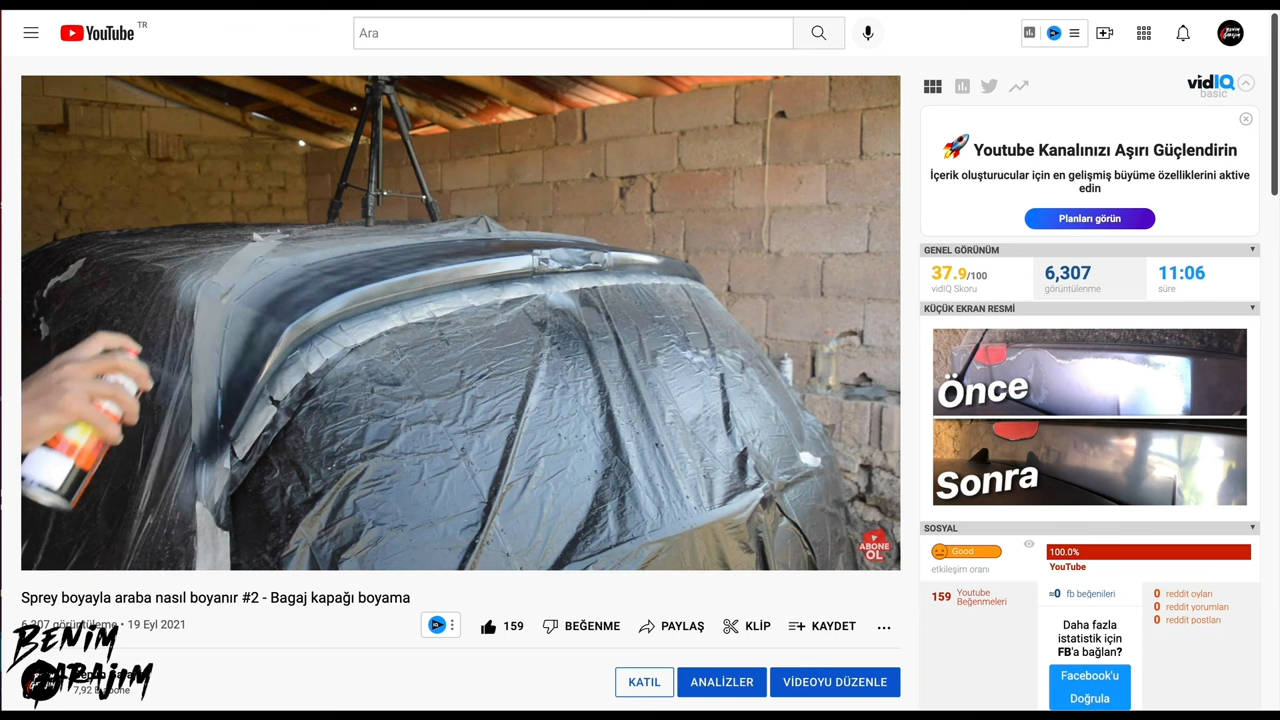 YouTube TR
Ara
vidIQ
basic
Youtube Kanalınızı Aşırı Güçlendirin
İçerik oluşturucular için en gelişmiş büyüme özelliklerini aktive
edin
Planları görün
GENEL GÖRÜNÜM
37.9/100
vidIQ Skoru
6,307
görüntülenme
11:06
süre
KÜÇÜK EKRAN RESMİ
Önce
Sonra
ABONE
OL
SOSYAL
Good
etkileşim oranı
100.0%
YouTube
159 Youtube
Beğenmeleri
≈0 fb beğenileri
0 reddit oyları
0 reddit yorumları
0 reddit postları
Daha fazla
istatistik için
FB'a bağlan?
Facebook'u
Doğrula
Sprey boyayla araba nasıl boyanır #2 - Bagaj kapağı boyama
6.307 görüntüleme • 19 Eyl 2021
159
BEĞENME
PAYLAŞ
KLİP
KAYDET
BENİM
GARAJIM
KATIL
ANALİZLER
VİDEOYU DÜZENLE